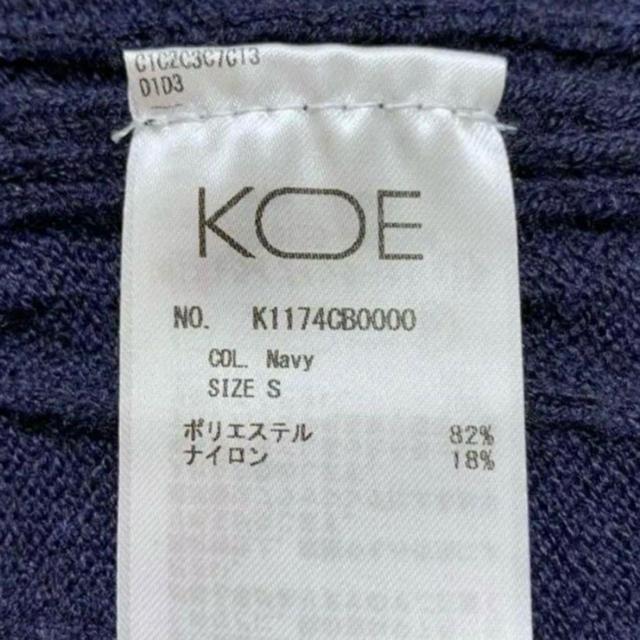 C1C2C3C7C13
D1D3
KOE
NO. K1174CB0000
COL. Navy
SIZE S
ポリエステル 82%
ナイロン 18%